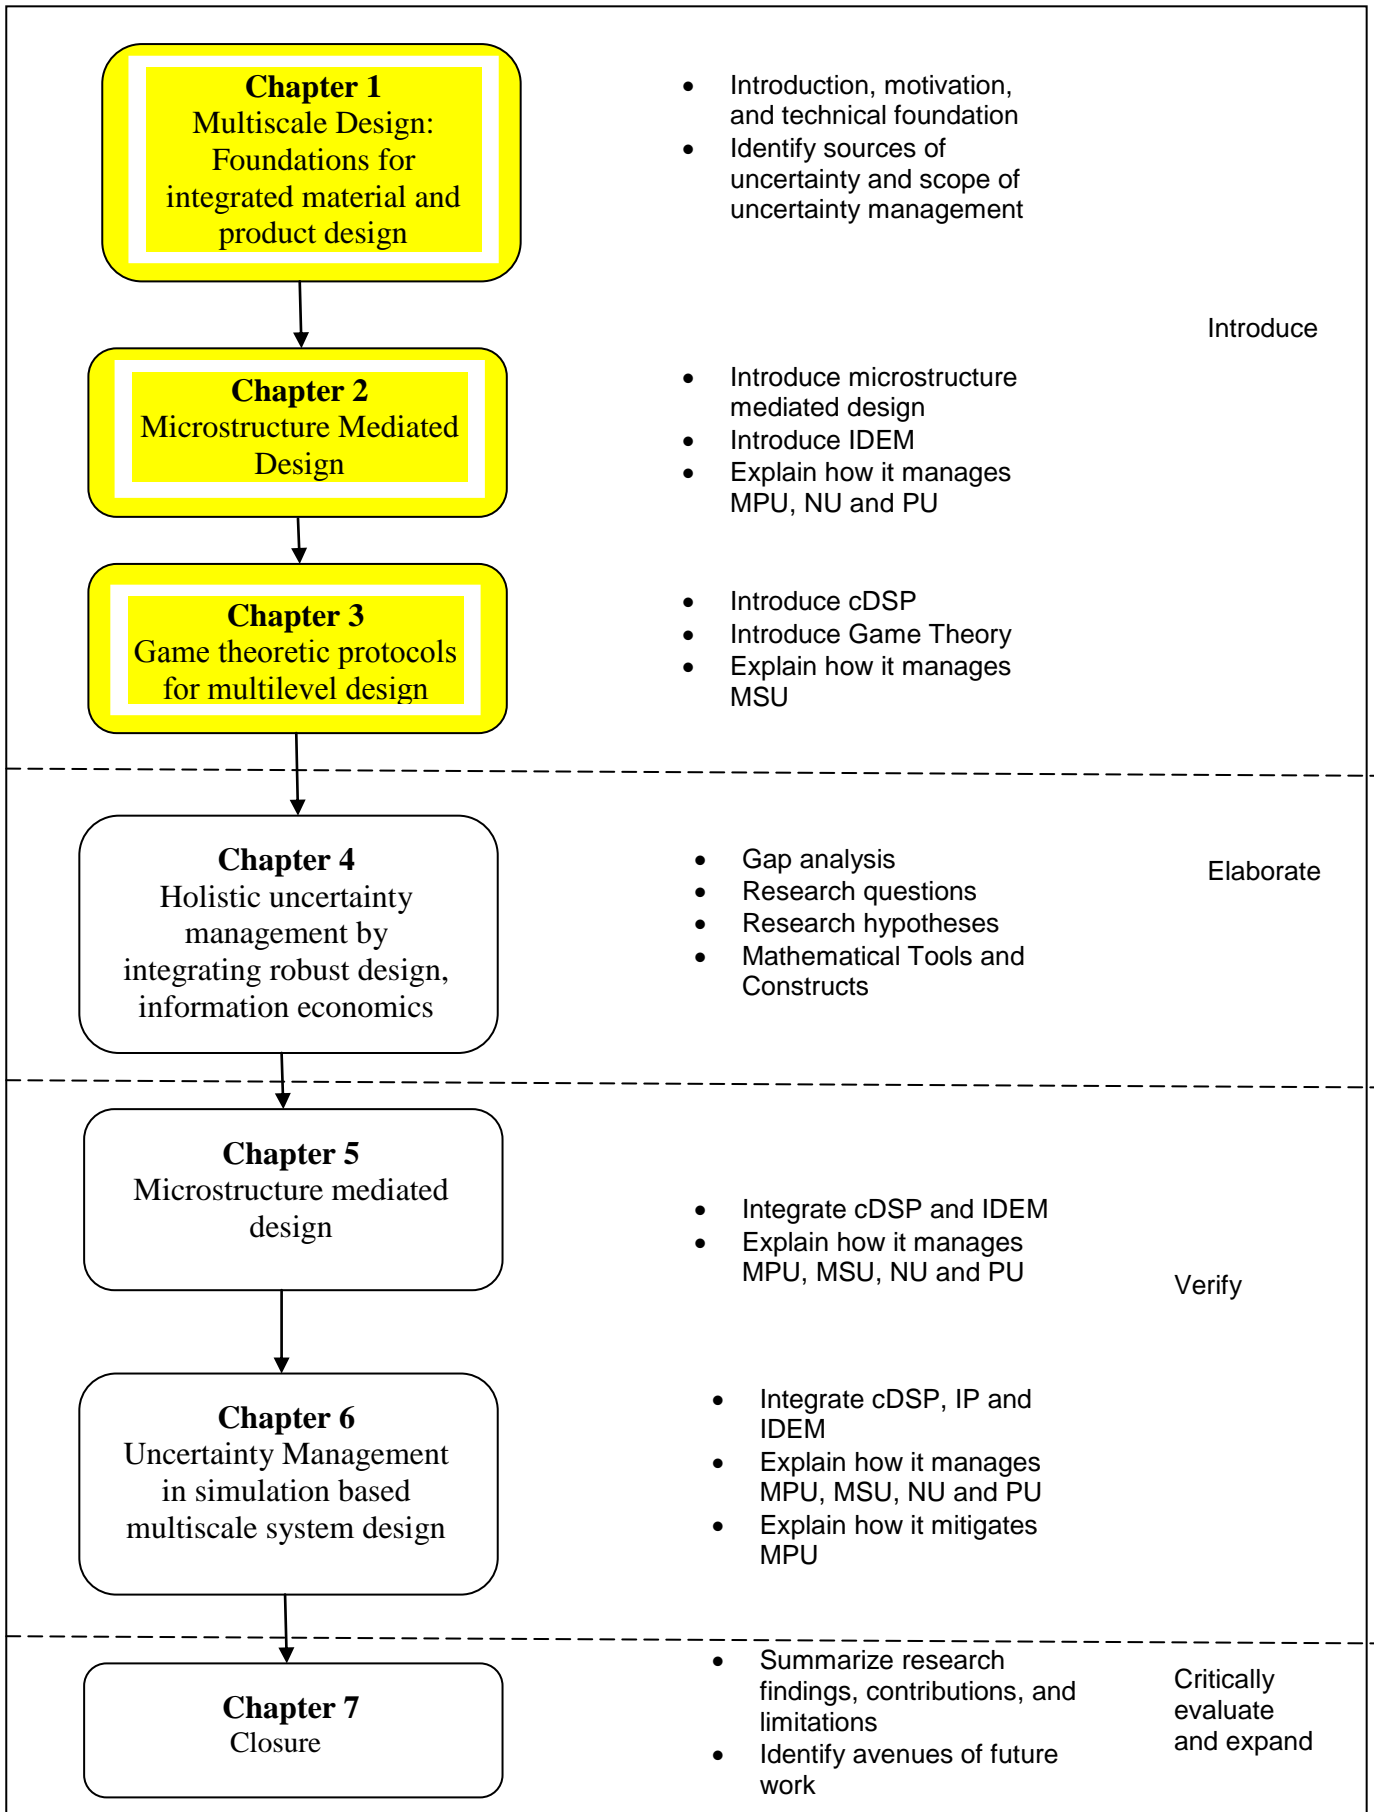 Chapter 1
Multiscale Design:
Foundations for
integrated material and
product design
• Introduction, motivation,
and technical foundation
• Identify sources of
uncertainty and scope of
uncertainty management
Introduce
Chapter 2
Microstructure Mediated
Design
• Introduce microstructure
mediated design
• Introduce IDEM
• Explain how it manages
MPU, NU and PU
Chapter 3
Game theoretic protocols
for multilevel design
• Introduce cDSP
• Introduce Game Theory
• Explain how it manages
MSU
Chapter 4
Holistic uncertainty
management by
integrating robust design,
information economics
• Gap analysis
• Research questions
• Research hypotheses
• Mathematical Tools and
Constructs
Elaborate
Chapter 5
Microstructure mediated
design
• Integrate cDSP and IDEM
• Explain how it manages
MPU, MSU, NU and PU
Verify
Chapter 6
Uncertainty Management
in simulation based
multiscale system design
• Integrate cDSP, IP and
IDEM
• Explain how it manages
MPU, MSU, NU and PU
• Explain how it mitigates
MPU
Chapter 7
Closure
• Summarize research
findings, contributions, and
limitations
• Identify avenues of future
work
Critically
evaluate
and expand